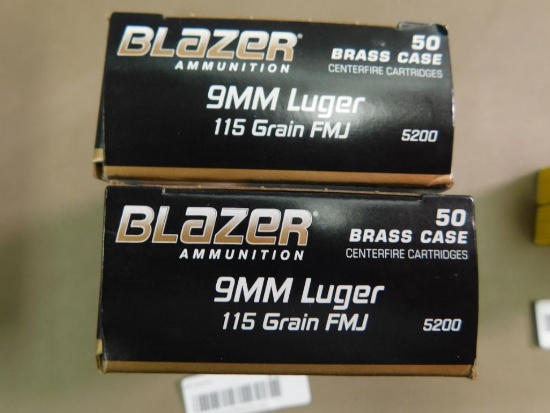 BLAZER®
AMMUNITION
50
BRASS CASE
CENTERFIRE CARTRIDGES
9MM Luger
115 Grain FMJ
5200
BLAZER®
AMMUNITION
50
BRASS CASE
CENTERFIRE CARTRIDGES
9MM Luger
115 Grain FMJ
5200